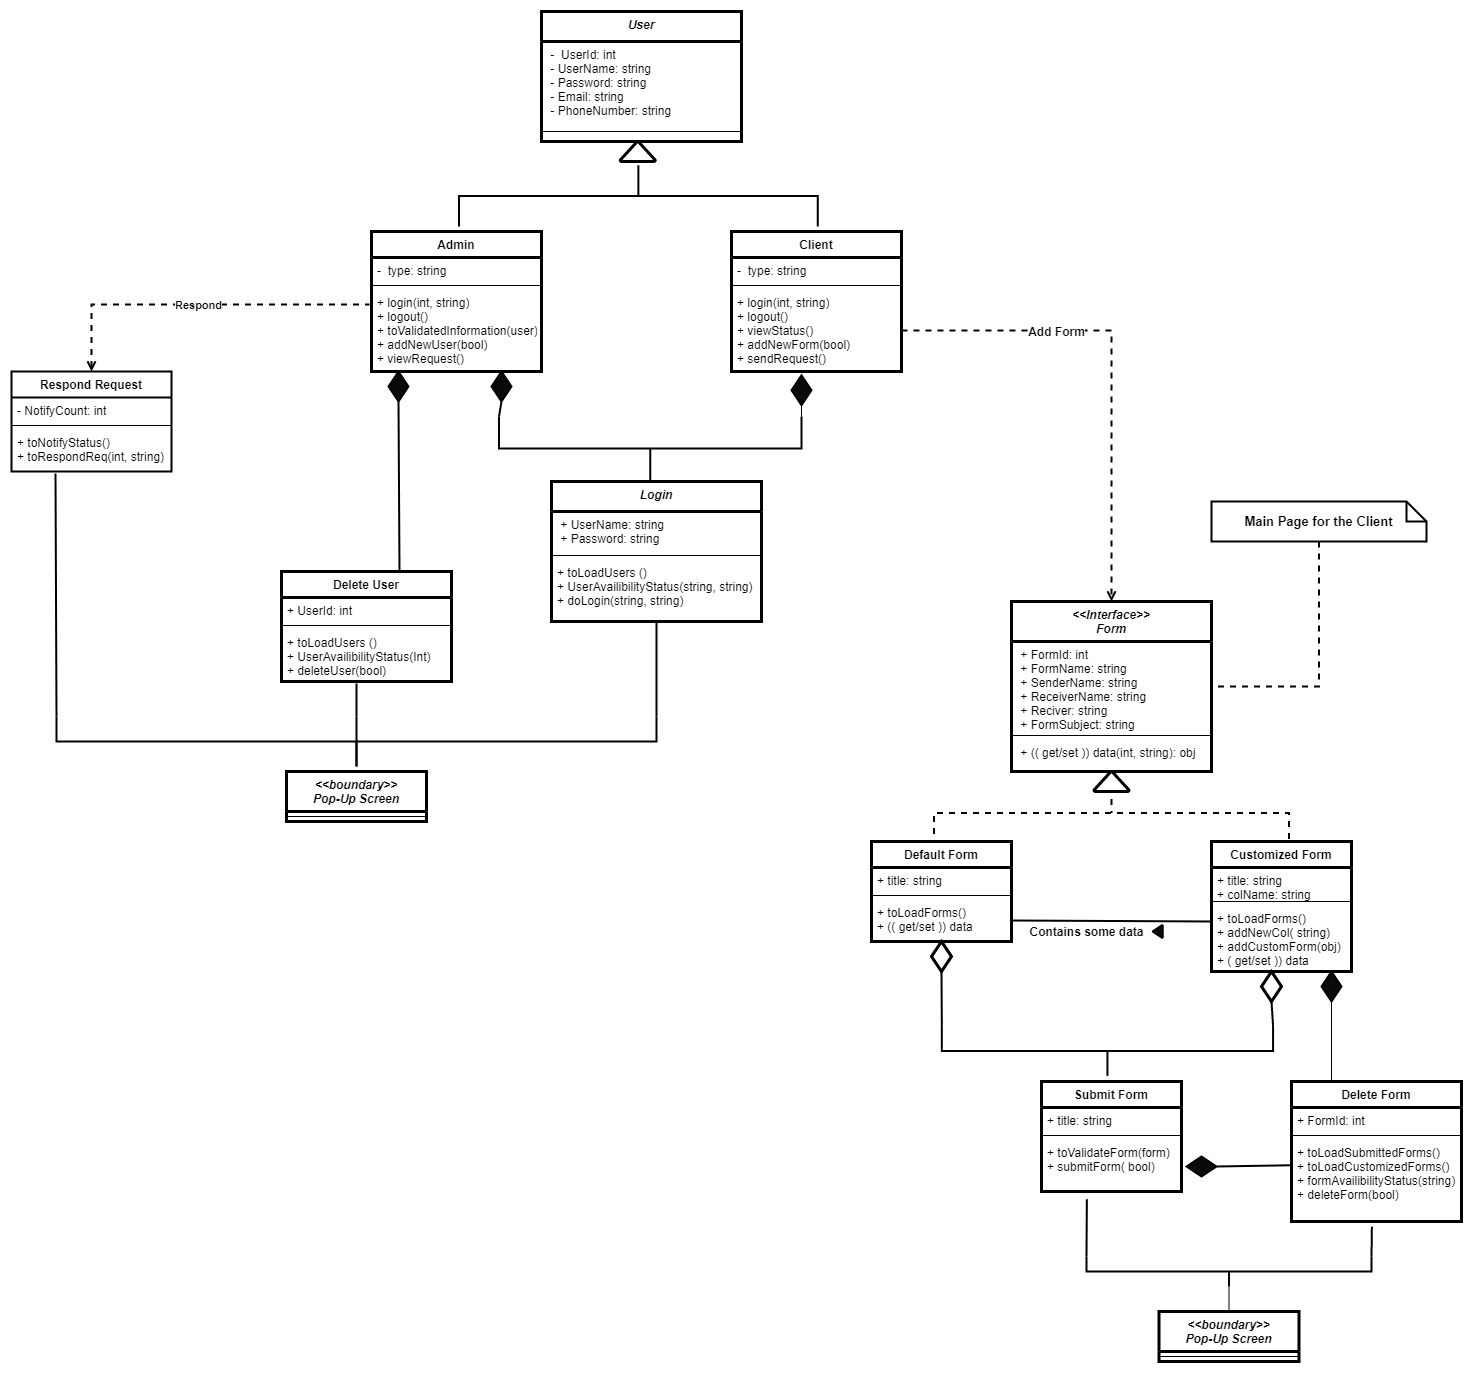 User
-  UserId: int
- UserName: string
- Password: string
- Email: string
- PhoneNumber: string
Admin
-  type: string
+ login(int, string)
+ logout()
+ toValidatedInformation(user)
+ addNewUser(bool)
+ viewRequest()
Client
-  type: string
+ login(int, string)
+ logout()
+ viewStatus()
+ addNewForm(bool)
+ sendRequest()
Respond
Add Form
Respond Request
- NotifyCount: int
+ toNotifyStatus()
+ toRespondReq(int, string)
Login
+ UserName: string
+ Password: string
+ toLoadUsers ()
+ UserAvailibilityStatus(string, string)
+ doLogin(string, string)
Main Page for the Client
Delete User
+ UserId: int
+ toLoadUsers ()
+ UserAvailibilityStatus(Int)
+ deleteUser(bool)
<<Interface>>
Form
+ FormId: int
+ FormName: string
+ SenderName: string
+ ReceiverName: string
+ Reciver: string
+ FormSubject: string
+ (( get/set )) data(int, string): obj
<<boundary>>
Pop-Up Screen
Default Form
+ title: string
+ toLoadForms()
+ (( get/set )) data
Contains some data
Customized Form
+ title: string
+ colName: string
+ toLoadForms()
+ addNewCol( string)
+ addCustomForm(obj)
+ ( get/set )) data
Submit Form
+ title: string
+ toValidateForm(form)
+ submitForm( bool)
Delete Form
+ FormId: int
+ toLoadSubmittedForms()
+ toLoadCustomizedForms()
+ formAvailibilityStatus(string)
+ deleteForm(bool)
<<boundary>>
Pop-Up Screen